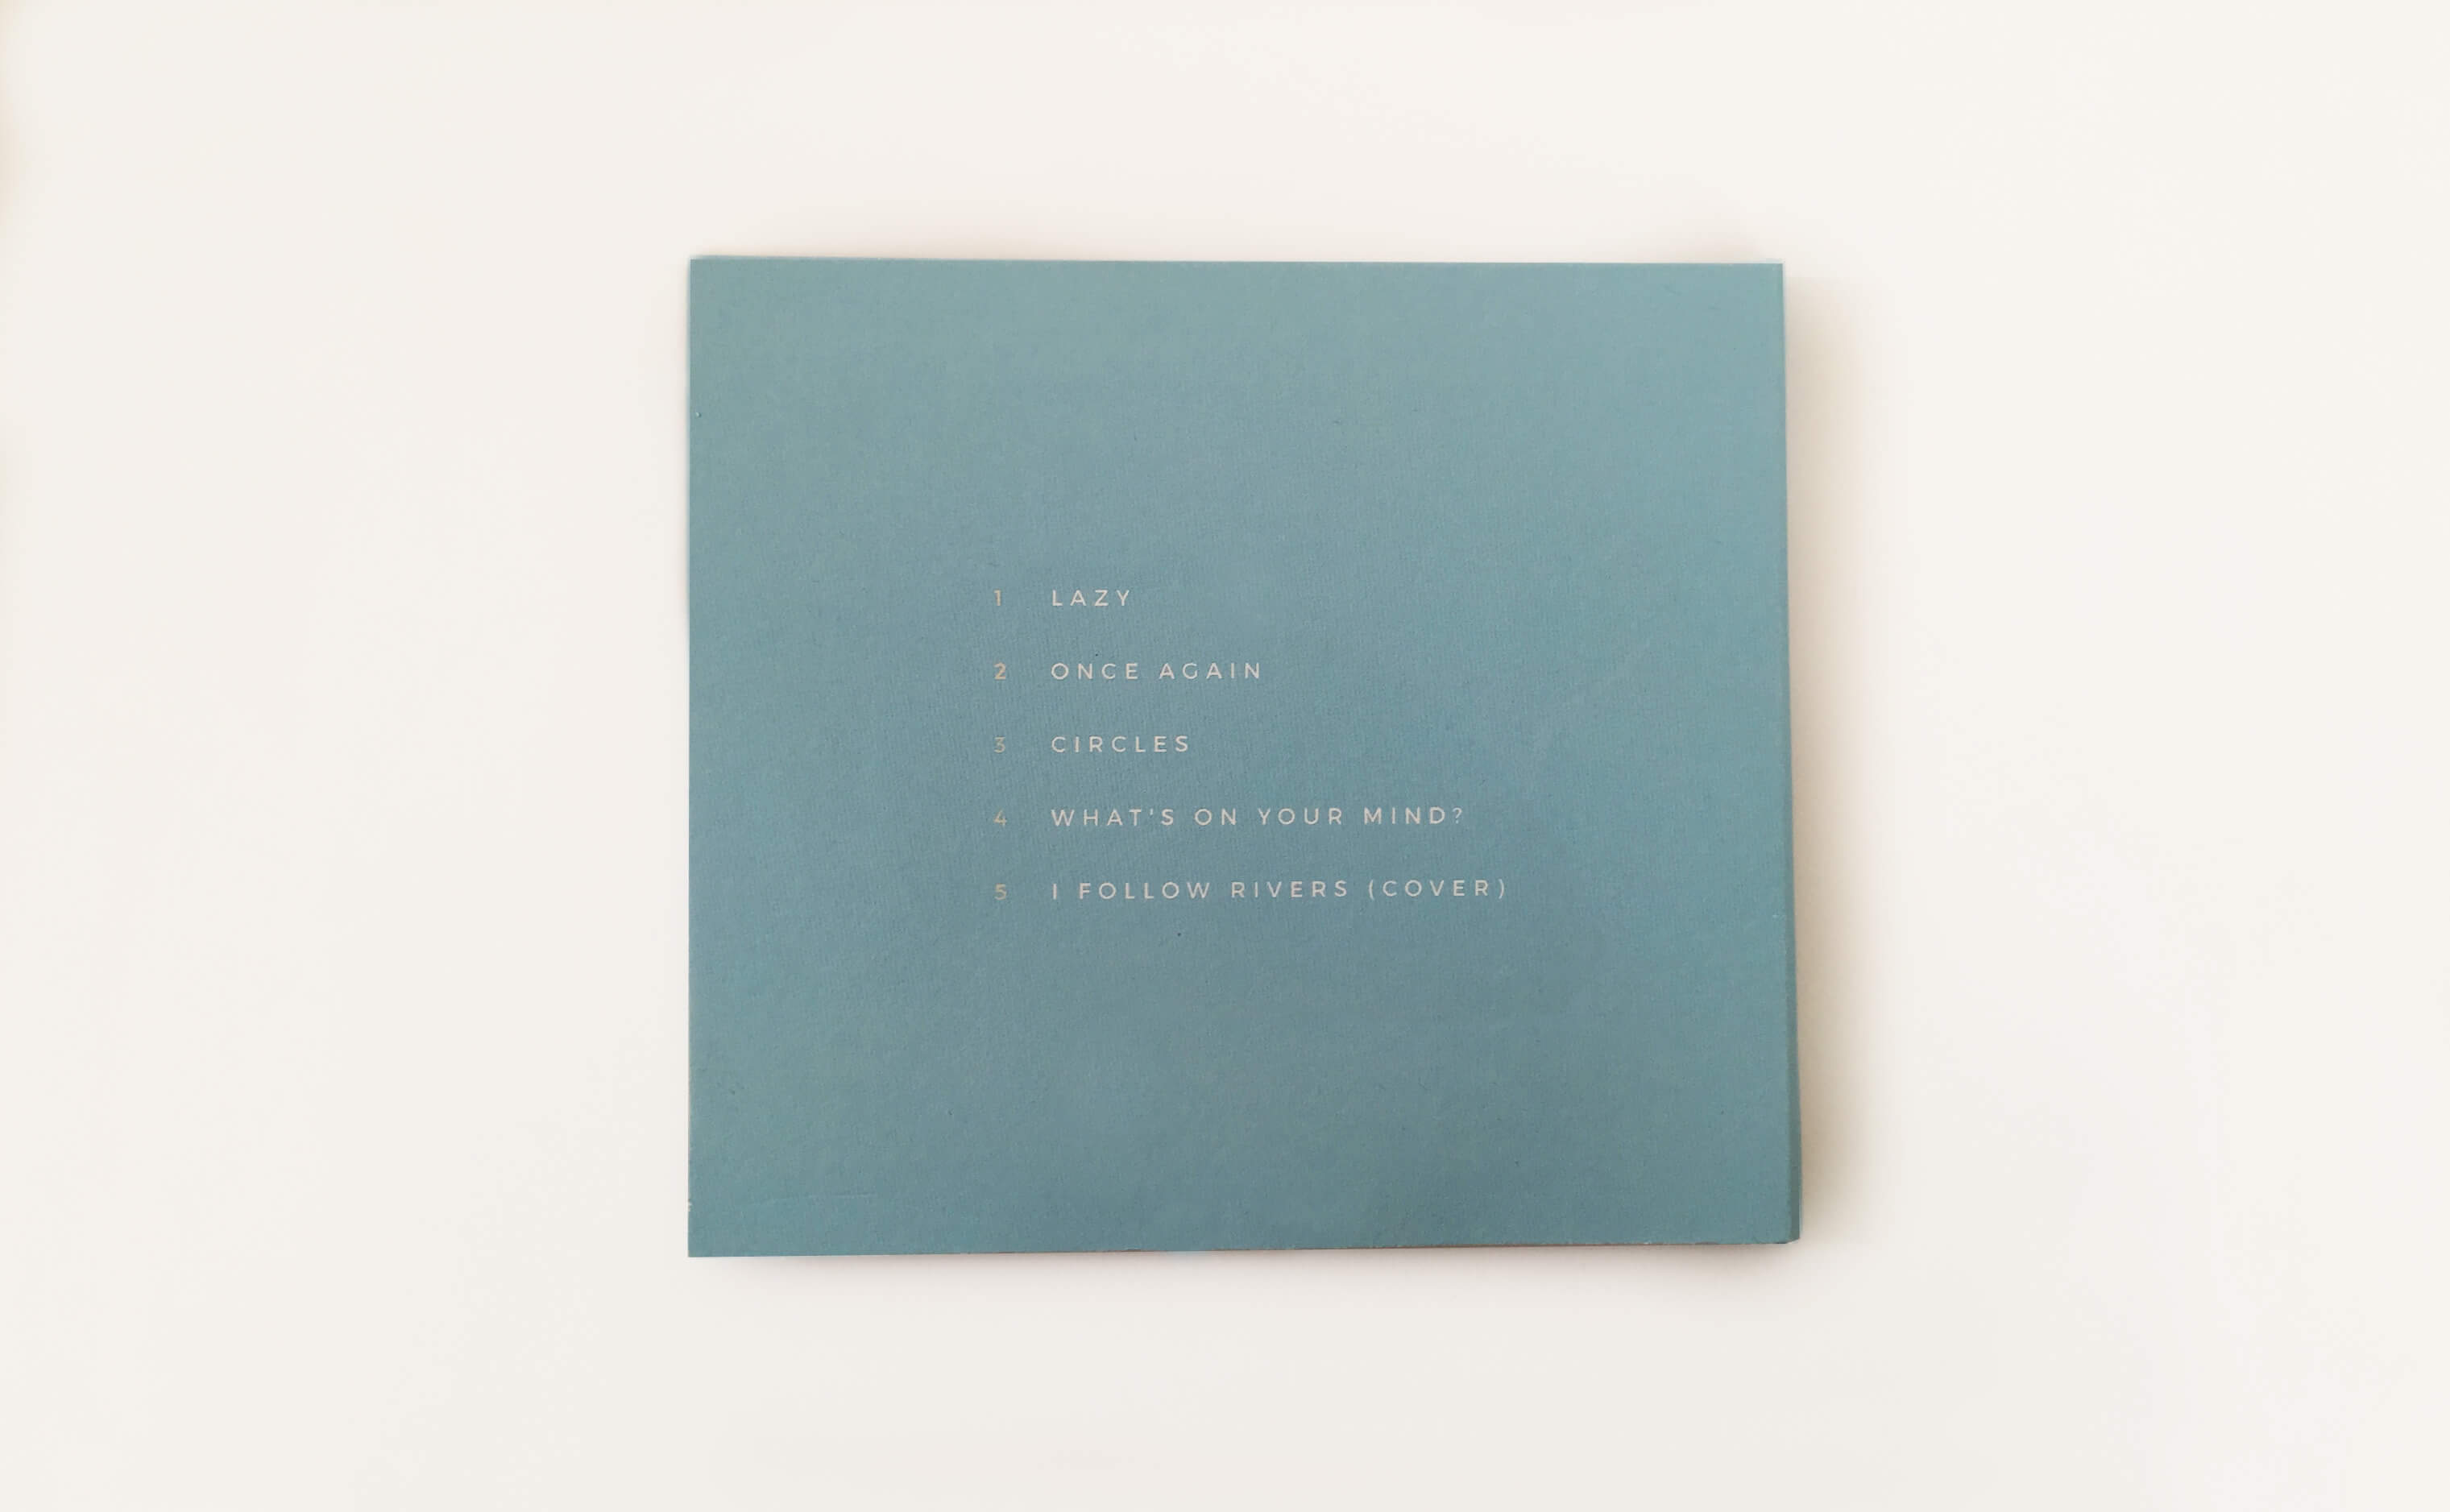 1 LAZY
2 ONCE AGAIN
3 CIRCLES
4 WHAT'S ON YOUR MIND?
5 I FOLLOW RIVERS (COVER)